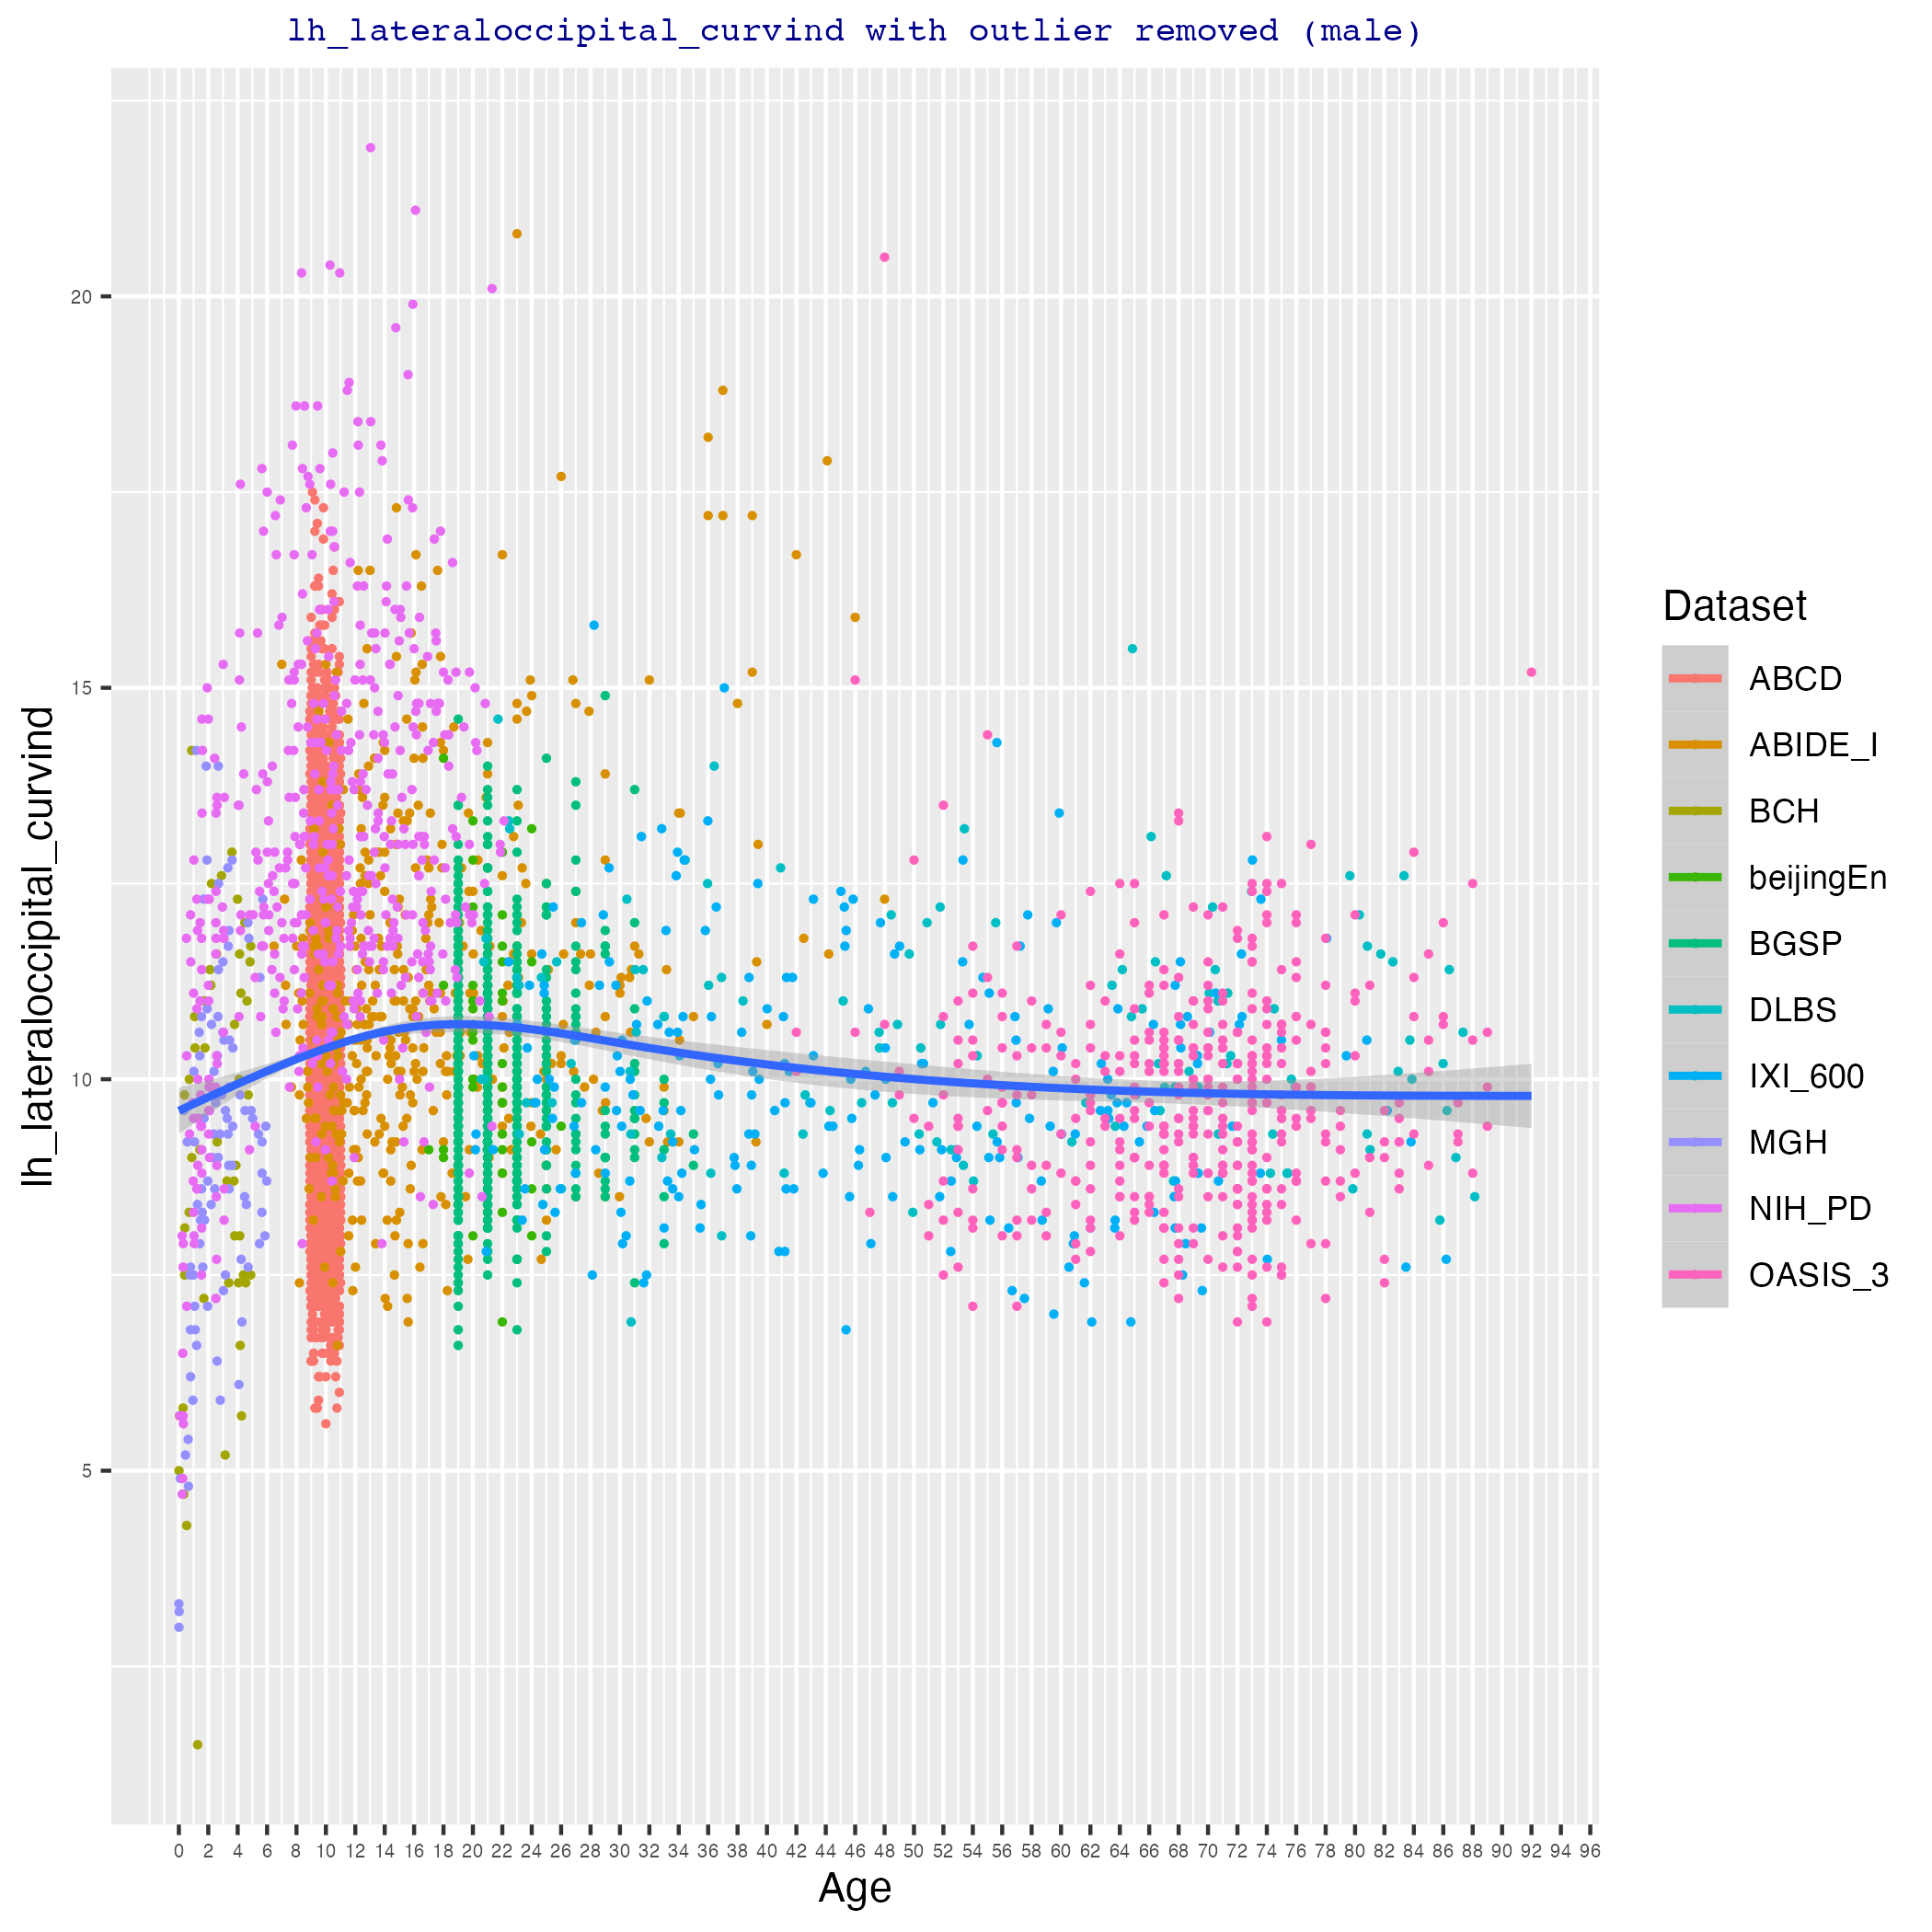 lh_lateraloccipital_curvind with outlier removed (male)
lh_lateraloccipital_curvind
20
15
10
5
0 2 4 6 8 10 12 14 16 18 20 22 24 26 28 30 32 34 36 38 40 42 44 46 48 50 52 54 56 58 60 62 64 66 68 70 72 74 76 78 80 82 84 86 88 90 92 94 96
Age
Dataset
ABCD
ABIDE_I
BCH
beijingEn
BGSP
DLBS
IXI_600
MGH
NIH_PD
OASIS_3